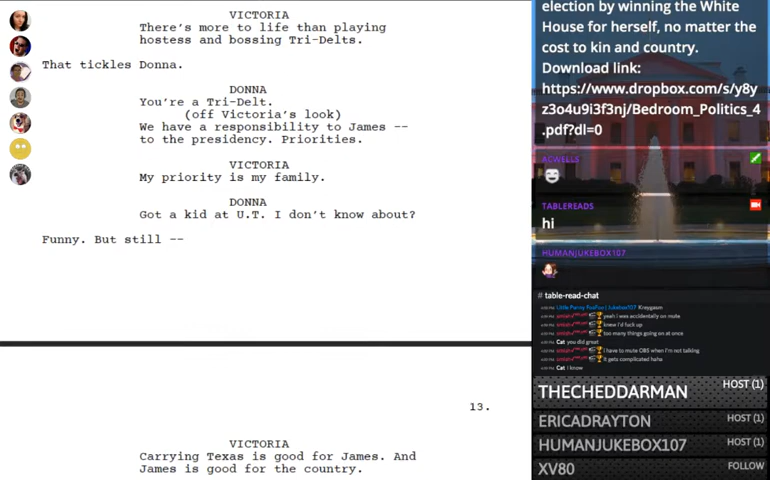 VICTORIA
There's more to life than playing
hostess and bossing Tri-Delts.
That tickles Donna.
DONNA
You're a Tri-Delt.
(off Victoria's look)
We have a responsibility to James --
to the presidency. Priorities.
VICTORIA
My priority is my family.
DONNA
Got a kid at U.T. I don't know about?
Funny. But still --
13.
VICTORIA
Carrying Texas is good for James. And
James is good for the country.
election by winning the White
House for herself, no matter the
cost to kin and country.
Download link:
https://www.dropbox.com/s/y8y
z3o4u9i3f3nj/Bedroom_Politics_4
.pdf?dl=0
ACWELLS
TABLEREADS
hi
HUMANJUKEBOX107
# table-read-chat
Kreygasm
yeah i was accidentally on mute
knew I'd fuck up
too many things going on at once
Cat you did great
I have to mute OBS when I'm not talking
It gets complicated haha
Cat I know
THECHEDDARMAN HOST (1)
ERICADRAYTON HOST (1)
HUMANJUKEBOX107 HOST (1)
XV80 FOLLOW